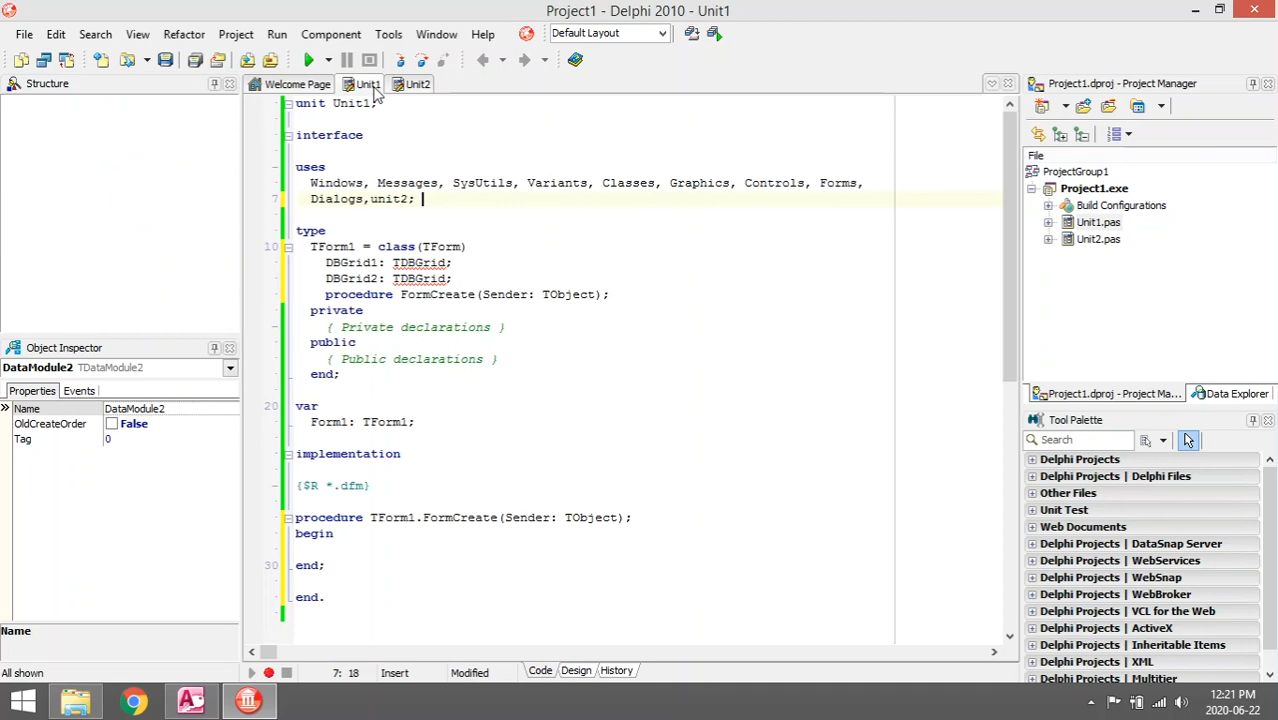 Project1 - Delphi 2010 - Unit1
File Edit Search View Refactor Project Run Component Tools Window Help Default Layout
Structure
Welcome Page Unit1 Unit2
Project1.dproj - Project Manager
unit Unit1;
interface
uses
Windows, Messages, SysUtils, Variants, Classes, Graphics, Controls, Forms,
7 Dialogs,unit2;
type
10 TForm1 = class(TForm)
DBGrid1: TDBGrid;
DBGrid2: TDBGrid;
procedure FormCreate(Sender: TObject);
private
{ Private declarations }
public
{ Public declarations }
end;
20 var
Form1: TForm1;
implementation
{$R *.dfm}
procedure TForm1.FormCreate(Sender: TObject);
begin
30 end;
end.
7: 18 Insert Modified Code Design History
Object Inspector
DataModule2 TDataModule2
Properties Events
Name DataModule2
OldCreateOrder False
Tag 0
Name
All shown
File
ProjectGroup1
Project1.exe
Build Configurations
Unit1.pas
Unit2.pas
Project1.dproj - Project Ma... Data Explorer
Tool Palette
Search
Delphi Projects
Delphi Projects | Delphi Files
Other Files
Unit Test
Web Documents
Delphi Projects | DataSnap Server
Delphi Projects | WebServices
Delphi Projects | WebSnap
Delphi Projects | WebBroker
Delphi Projects | VCL for the Web
Delphi Projects | ActiveX
Delphi Projects | Inheritable Items
Delphi Projects | XML
Delphi Projects | Multitier
12:21 PM
2020-06-22